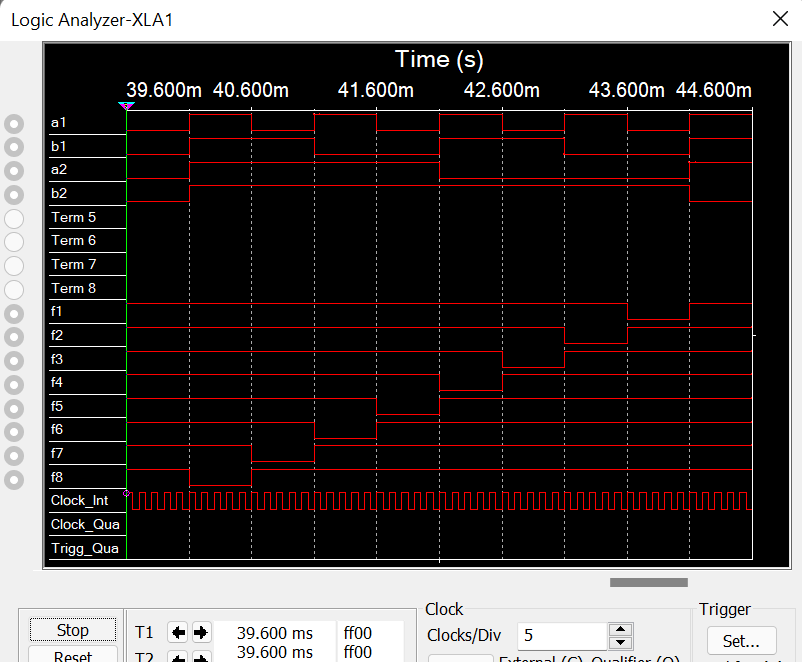 Logic Analyzer-XLA1
Time (s)
39.600m 40.600m 41.600m 42.600m 43.600m 44.600m
a1
b1
a2
b2
Term 5
Term 6
Term 7
Term 8
f1
f2
f3
f4
f5
f6
f7
f8
Clock_Int
Clock_Qua
Trigg_Qua
Stop
Reset
T1 39.600 ms ff00
T2 39.600 ms ff00
Clock
Clocks/Div 5
External (C) Qualifier (Q)
Trigger
Set...